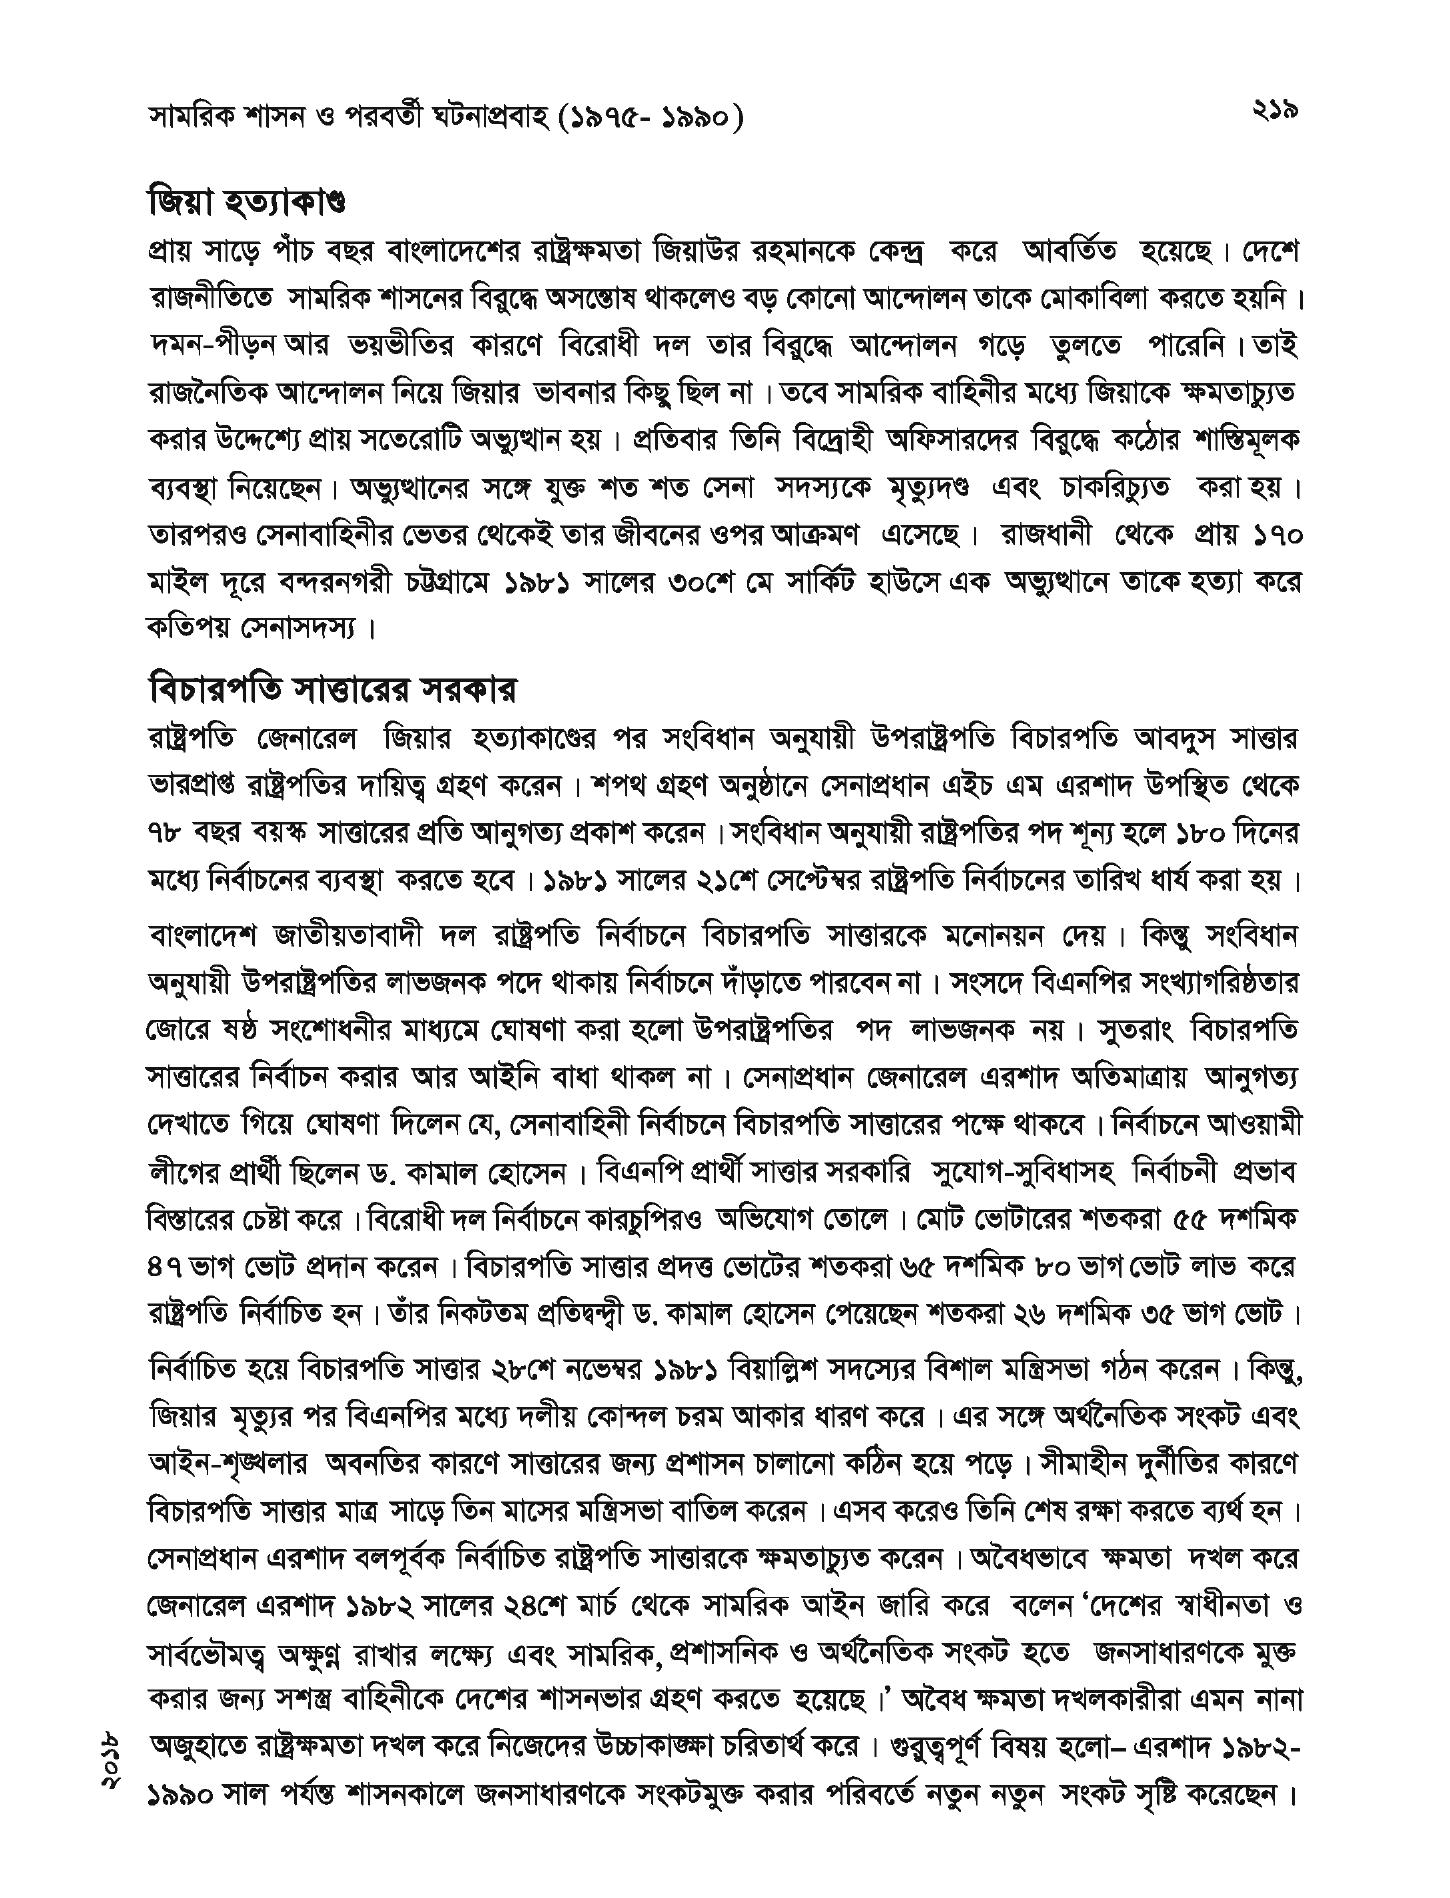 সামরিক শাসন ও পরবর্তী ঘটনাপ্রবাহ (১৯৭৫- ১৯৯০)
২১৯
জিয়া হত্যাকাণ্ড
প্রায় সাড়ে পাঁচ বছর বাংলাদেশের রাষ্ট্রক্ষমতা জিয়াউর রহমানকে কেন্দ্র করে আবর্তিত হয়েছে। দেশে
রাজনীতিতে সামরিক শাসনের বিরুদ্ধে অসন্তোষ থাকলেও বড় কোনো আন্দোলন তাকে মোকাবিলা করতে হয়নি।
দমন-পীড়ন আর ভয়ভীতির কারণে বিরোধী দল তার বিরুদ্ধে আন্দোলন গড়ে তুলতে পারেনি। তাই
রাজনৈতিক আন্দোলন নিয়ে জিয়ার ভাবনার কিছু ছিল না। তবে সামরিক বাহিনীর মধ্যে জিয়াকে ক্ষমতাচ্যুত
করার উদ্দেশ্যে প্রায় সতেরোটি অভ্যুত্থান হয়। প্রতিবার তিনি বিদ্রোহী অফিসারদের বিরুদ্ধে কঠোর শাস্তিমূলক
ব্যবস্থা নিয়েছেন। অভ্যুত্থানের সঙ্গে যুক্ত শত শত সেনা সদস্যকে মৃত্যুদণ্ড এবং চাকরিচ্যুত করা হয়।
তারপরও সেনাবাহিনীর ভেতর থেকেই তার জীবনের ওপর আক্রমণ এসেছে। রাজধানী থেকে প্রায় ১৭০
মাইল দূরে বন্দরনগরী চট্টগ্রামে ১৯৮১ সালের ৩০শে মে সার্কিট হাউসে এক অভ্যুত্থানে তাকে হত্যা করে
কতিপয় সেনাসদস্য।
বিচারপতি সাত্তারের সরকার
রাষ্ট্রপতি জেনারেল জিয়ার হত্যাকাণ্ডের পর সংবিধান অনুযায়ী উপরাষ্ট্রপতি বিচারপতি আবদুস সাত্তার
ভারপ্রাপ্ত রাষ্ট্রপতির দায়িত্ব গ্রহণ করেন। শপথ গ্রহণ অনুষ্ঠানে সেনাপ্রধান এইচ এম এরশাদ উপস্থিত থেকে
৭৮ বছর বয়স্ক সাত্তারের প্রতি আনুগত্য প্রকাশ করেন। সংবিধান অনুযায়ী রাষ্ট্রপতির পদ শূন্য হলে ১৮০ দিনের
মধ্যে নির্বাচনের ব্যবস্থা করতে হবে। ১৯৮১ সালের ২১শে সেপ্টেম্বর রাষ্ট্রপতি নির্বাচনের তারিখ ধার্য করা হয়।
বাংলাদেশ জাতীয়তাবাদী দল রাষ্ট্রপতি নির্বাচনে বিচারপতি সাত্তারকে মনোনয়ন দেয়। কিন্তু সংবিধান
অনুযায়ী উপরাষ্ট্রপতির লাভজনক পদে থাকায় নির্বাচনে দাঁড়াতে পারবেন না। সংসদে বিএনপির সংখ্যাগরিষ্ঠতার
জোরে ষষ্ঠ সংশোধনীর মাধ্যমে ঘোষণা করা হলো উপরাষ্ট্রপতির পদ লাভজনক নয়। সুতরাং বিচারপতি
সাত্তারের নির্বাচন করার আর আইনি বাধা থাকল না। সেনাপ্রধান জেনারেল এরশাদ অতিমাত্রায় আনুগত্য
দেখাতে গিয়ে ঘোষণা দিলেন যে, সেনাবাহিনী নির্বাচনে বিচারপতি সাত্তারের পক্ষে থাকবে। নির্বাচনে আওয়ামী
লীগের প্রার্থী ছিলেন ড. কামাল হোসেন। বিএনপি প্রার্থী সাত্তার সরকারি সুযোগ-সুবিধাসহ নির্বাচনী প্রভাব
বিস্তারের চেষ্টা করে। বিরোধী দল নির্বাচনে কারচুপিরও অভিযোগ তোলে। মোট ভোটারের শতকরা ৫৫ দশমিক
৪৭ ভাগ ভোট প্রদান করেন। বিচারপতি সাত্তার প্রদত্ত ভোটের শতকরা ৬৫ দশমিক ৮০ ভাগ ভোট লাভ করে
রাষ্ট্রপতি নির্বাচিত হন। তাঁর নিকটতম প্রতিদ্বন্দ্বী ড. কামাল হোসেন পেয়েছেন শতকরা ২৬ দশমিক ৩৫ ভাগ ভোট।
নির্বাচিত হয়ে বিচারপতি সাত্তার ২৮শে নভেম্বর ১৯৮১ বিয়াল্লিশ সদস্যের বিশাল মন্ত্রিসভা গঠন করেন। কিন্তু,
জিয়ার মৃত্যুর পর বিএনপির মধ্যে দলীয় কোন্দল চরম আকার ধারণ করে। এর সঙ্গে অর্থনৈতিক সংকট এবং
আইন-শৃঙ্খলার অবনতির কারণে সাত্তারের জন্য প্রশাসন চালানো কঠিন হয়ে পড়ে। সীমাহীন দুর্নীতির কারণে
বিচারপতি সাত্তার মাত্র সাড়ে তিন মাসের মন্ত্রিসভা বাতিল করেন। এসব করেও তিনি শেষ রক্ষা করতে ব্যর্থ হন।
সেনাপ্রধান এরশাদ বলপূর্বক নির্বাচিত রাষ্ট্রপতি সাত্তারকে ক্ষমতাচ্যুত করেন। অবৈধভাবে ক্ষমতা দখল করে
জেনারেল এরশাদ ১৯৮২ সালের ২৪শে মার্চ থেকে সামরিক আইন জারি করে বলেন ‘দেশের স্বাধীনতা ও
সার্বভৌমত্ব অক্ষুণ্ণ রাখার লক্ষ্যে এবং সামরিক, প্রশাসনিক ও অর্থনৈতিক সংকট হতে জনসাধারণকে মুক্ত
করার জন্য সশস্ত্র বাহিনীকে দেশের শাসনভার গ্রহণ করতে হয়েছে।’ অবৈধ ক্ষমতা দখলকারীরা এমন নানা
অজুহাতে রাষ্ট্রক্ষমতা দখল করে নিজেদের উচ্চাকাঙ্ক্ষা চরিতার্থ করে। গুরুত্বপূর্ণ বিষয় হলো– এরশাদ ১৯৮২-
১৯৯০ সাল পর্যন্ত শাসনকালে জনসাধারণকে সংকটমুক্ত করার পরিবর্তে নতুন নতুন সংকট সৃষ্টি করেছেন।
২০১৮